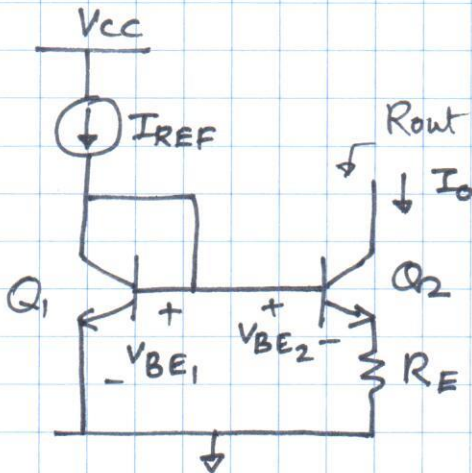 VCC
IREF
Rout
Io
Q1
Q2
+
+
VBE1
-
VBE2
-
RE